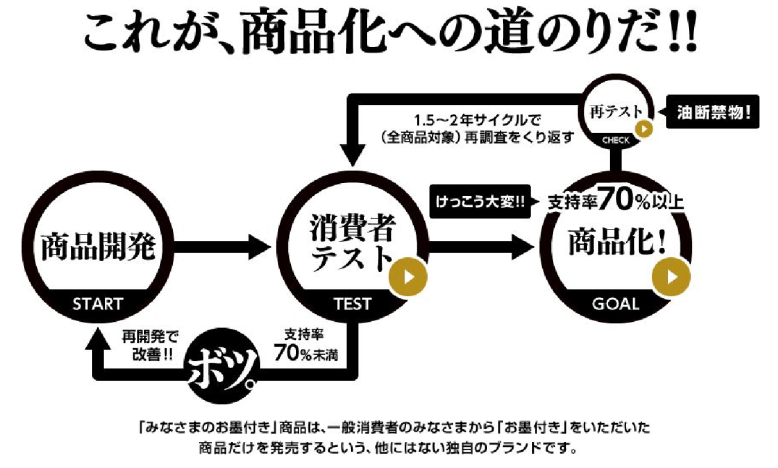 これが、商品化への道のりだ!!
再テスト
CHECK
油断禁物!
1.5〜2年サイクルで
(全商品対象)再調査をくり返す
けっこう大変!!
支持率70%以上
商品化!
GOAL
消費者
テスト
TEST
商品開発
START
再開発で
改善!!
ボツ。
支持率
70%未満
「みなさまのお墨付き」商品は、一般消費者のみなさまから「お墨付き」をいただいた
商品だけを発売するという、他にはない独自のブランドです。